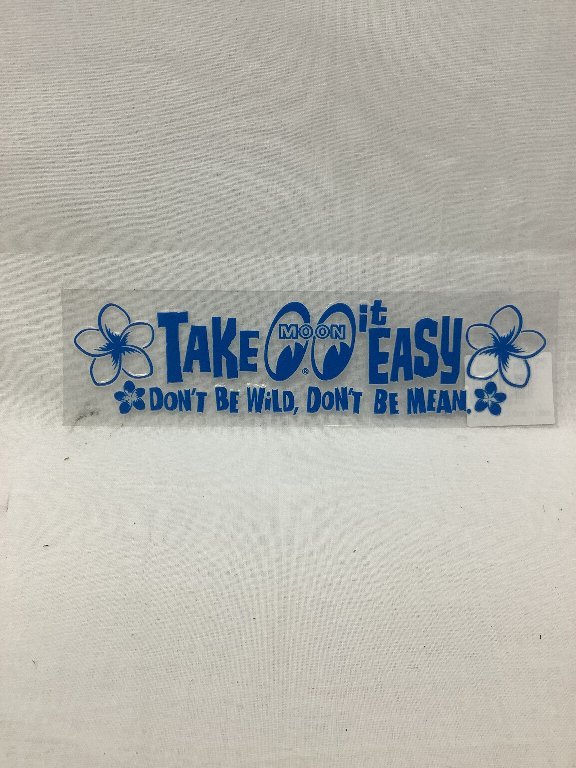 TAKE MOON it EASY
DON'T BE WiLD, DON'T BE MEAN.